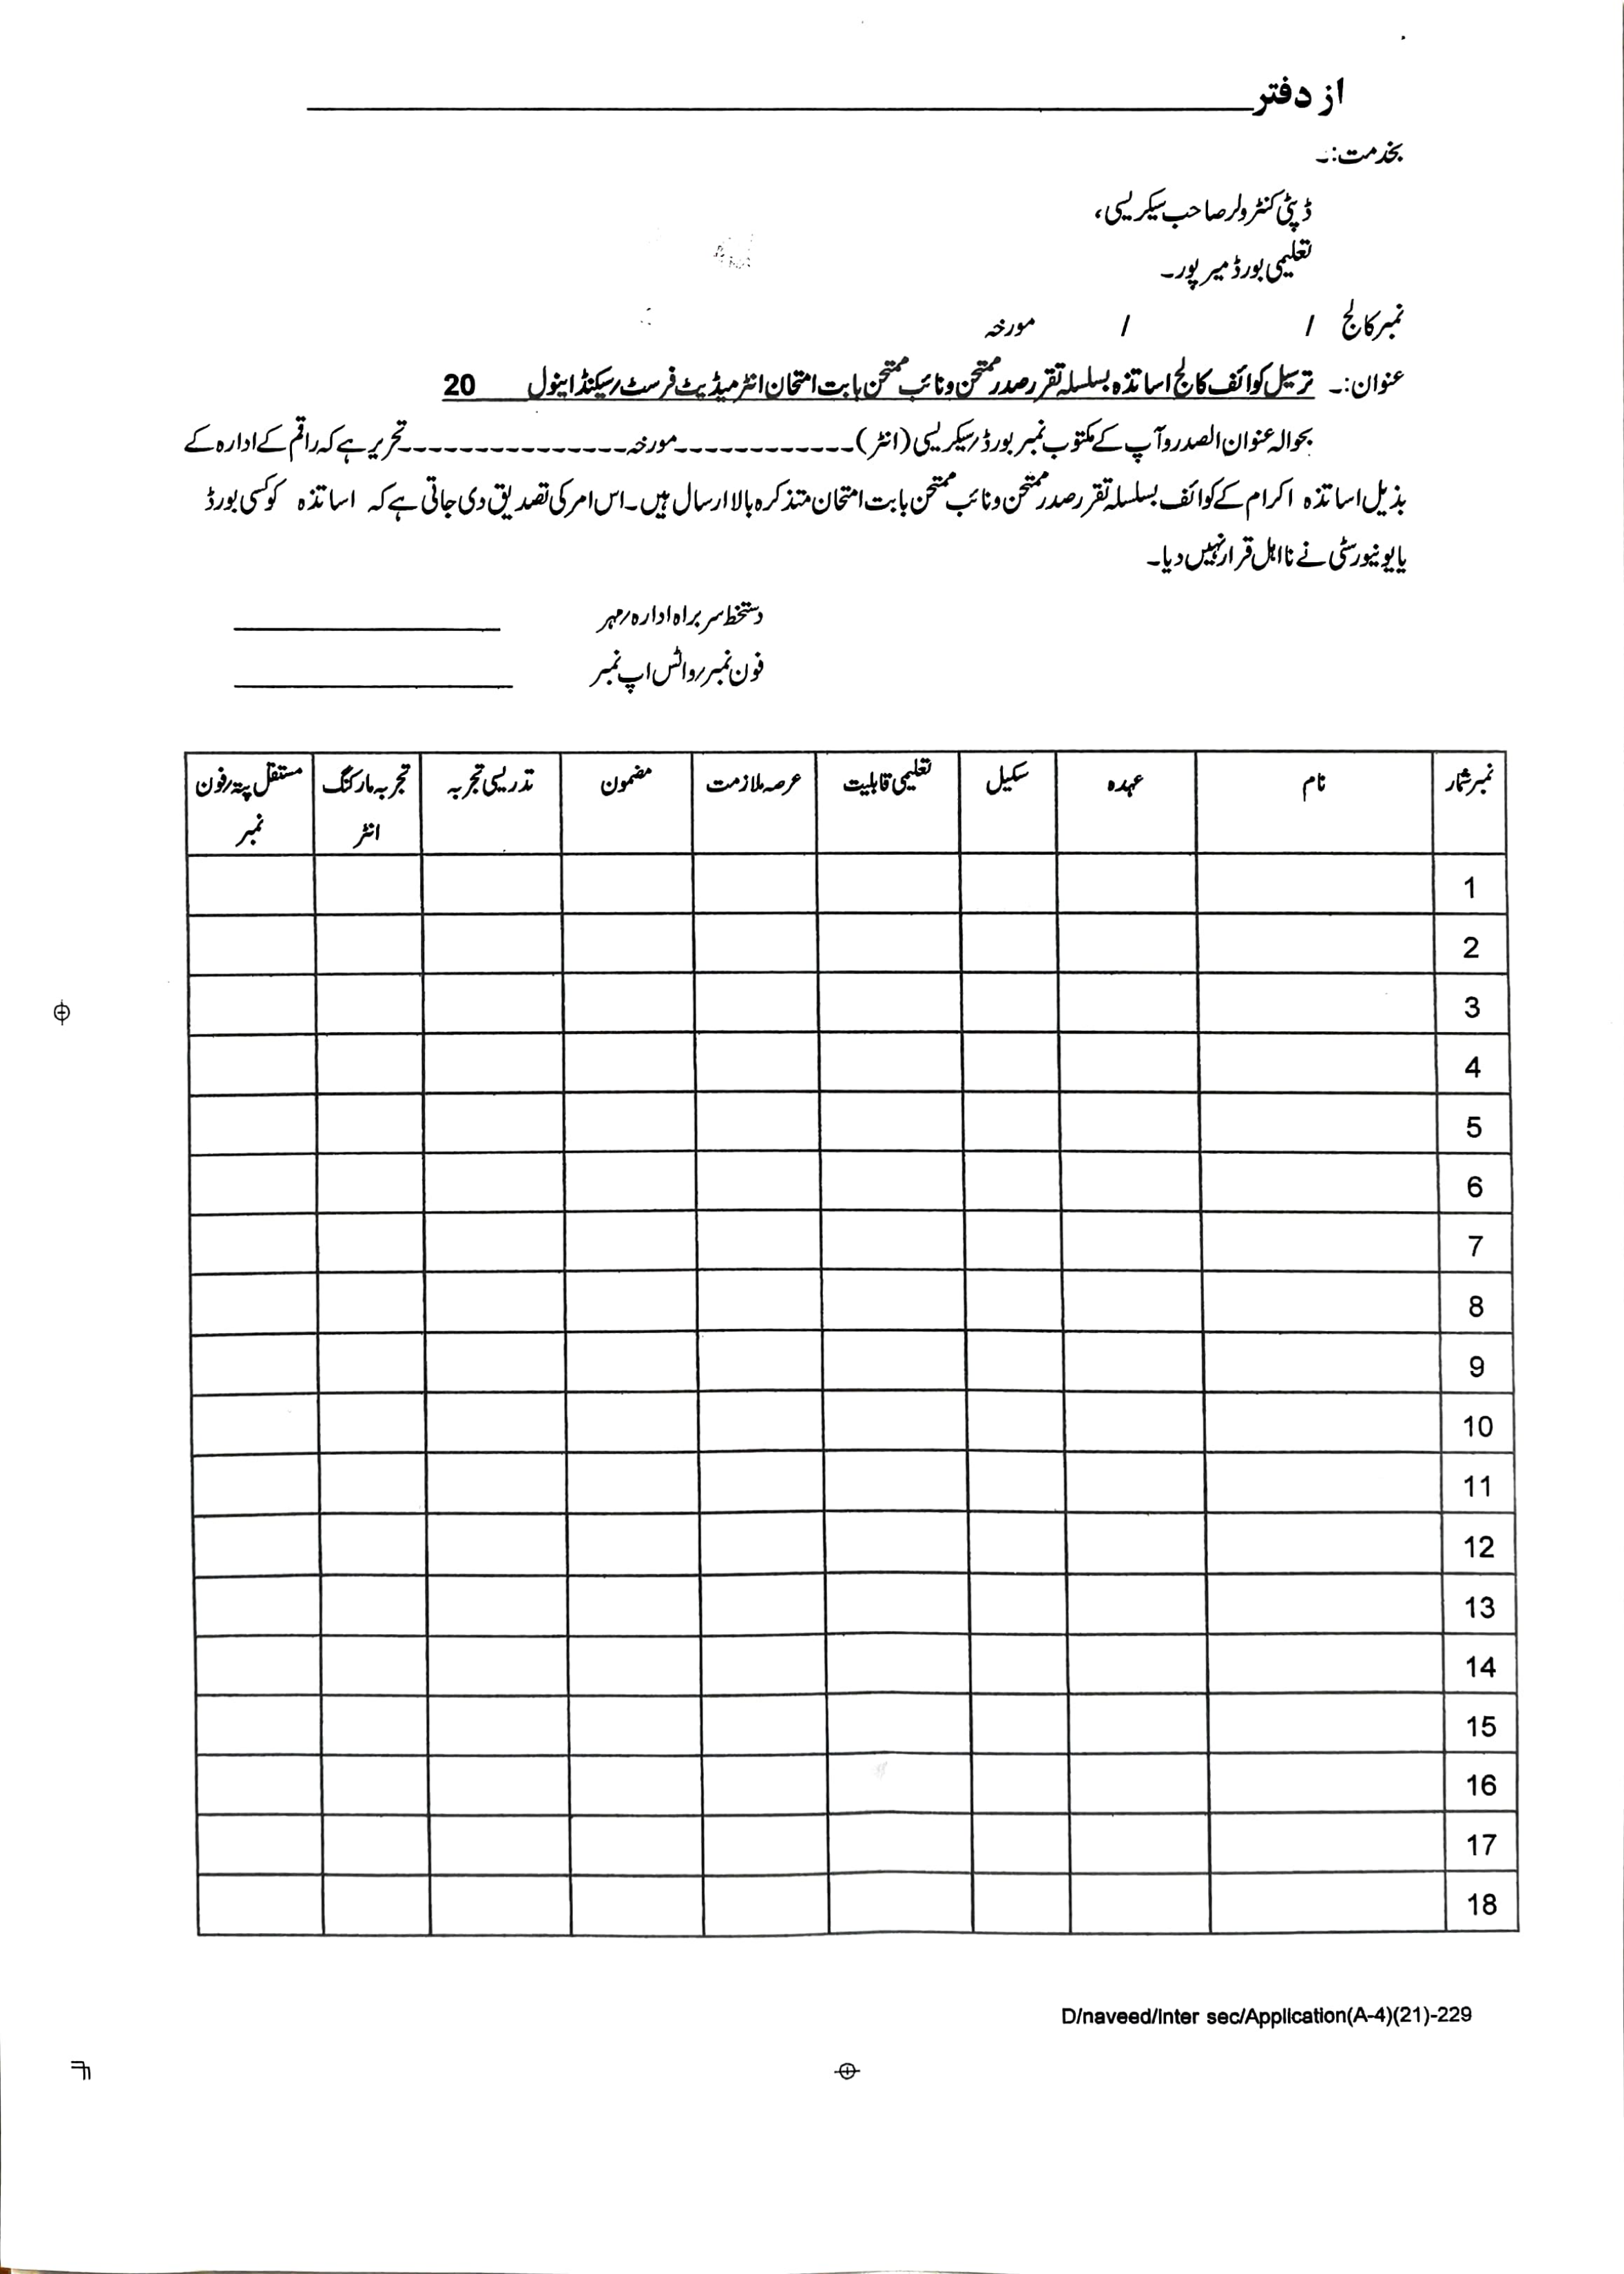 از دفتر
بخدمت:۔
ڈپٹی کنٹرولر صاحب سیکریسی،
تعلیمی بورڈ میرپور۔
نمبر کالج / / مورخہ
عنوان:۔ ترسیل کوائف کالج اساتذہ بسلسلہ تقرر صدر ممتحن و نائب ممتحن بابت امتحان انٹرمیڈیٹ فرسٹ/سیکنڈ اینول 20
بحوالہ عنوان الصدر و آپ کے مکتوب نمبر بورڈ/سیکریسی (انٹر)۔------------مورخہ---------------تحریر ہے کہ راقم کے ادارہ کے
بذیل اساتذہ اکرام کے کوائف بسلسلہ تقرر صدر ممتحن و نائب ممتحن بابت امتحان متذکرہ بالا ارسال ہیں۔ اس امر کی تصدیق دی جاتی ہے کہ اساتذہ کو کسی بورڈ
یا یونیورسٹی نے نااہل قرار نہیں دیا۔
دستخط سربراہ ادارہ/مہر
فون نمبر/واٹس اپ نمبر
نمبر شمار نام عہدہ سکیل تعلیمی قابلیت عرصہ ملازمت مضمون تدریسی تجربہ تجربہ مارکنگ انٹر مستقل پتہ/فون نمبر
1
2
3
4
5
6
7
8
9
10
11
12
13
14
15
16
17
18
D/naveed/Inter sec/Application(A-4)(21)-229